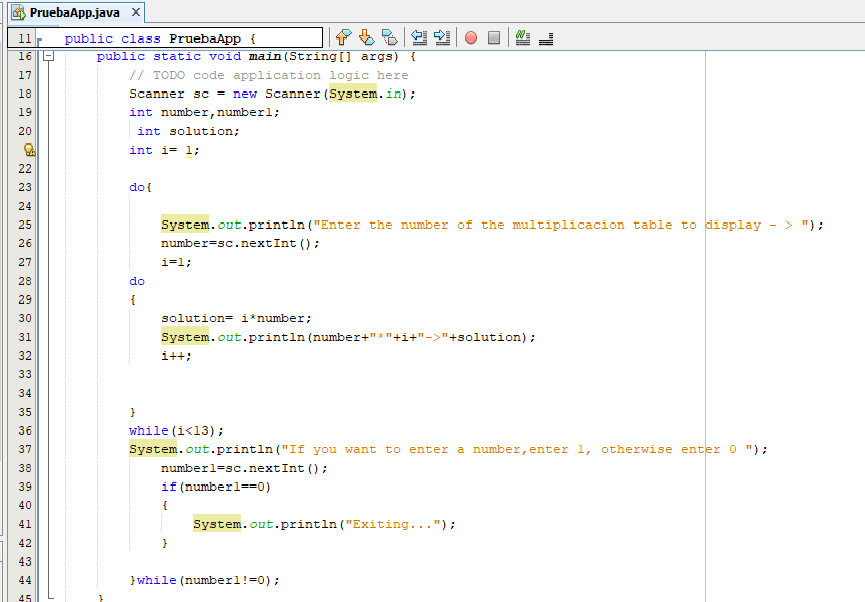 PruebaApp.java
11 public class PruebaApp {
16 public static void main(String[] args) {
17 // TODO code application logic here
18 Scanner sc = new Scanner(System.in);
19 int number,number1;
20 int solution;
int i= 1;
22
23 do{
24
25 System.out.println("Enter the number of the multiplicacion table to display - > ");
26 number=sc.nextInt();
27 i=1;
28 do
29 {
30 solution= i*number;
31 System.out.println(number+"*"+i+"->"+solution);
32 i++;
33
34
35 }
36 while(i<13);
37 System.out.println("If you want to enter a number,enter 1, otherwise enter 0 ");
38 number1=sc.nextInt();
39 if(number1==0)
40 {
41 System.out.println("Exiting...");
42 }
43
44 }while(number1!=0);
45 }